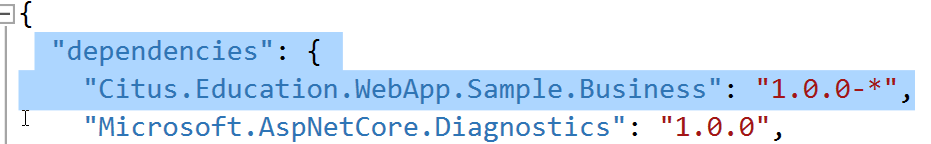 {
"dependencies": {
"Citus.Education.WebApp.Sample.Business": "1.0.0-*",
"Microsoft.AspNetCore.Diagnostics": "1.0.0",